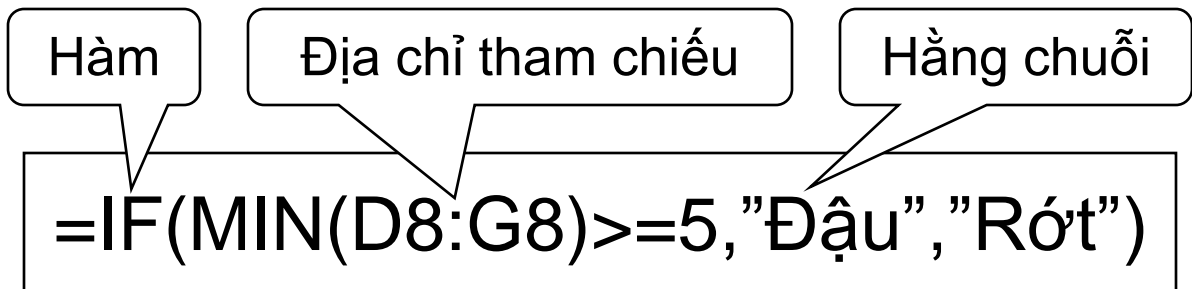 Hàm
Địa chỉ tham chiếu
Hằng chuỗi
=IF(MIN(D8:G8)>=5,”Đậu”,”Rớt”)